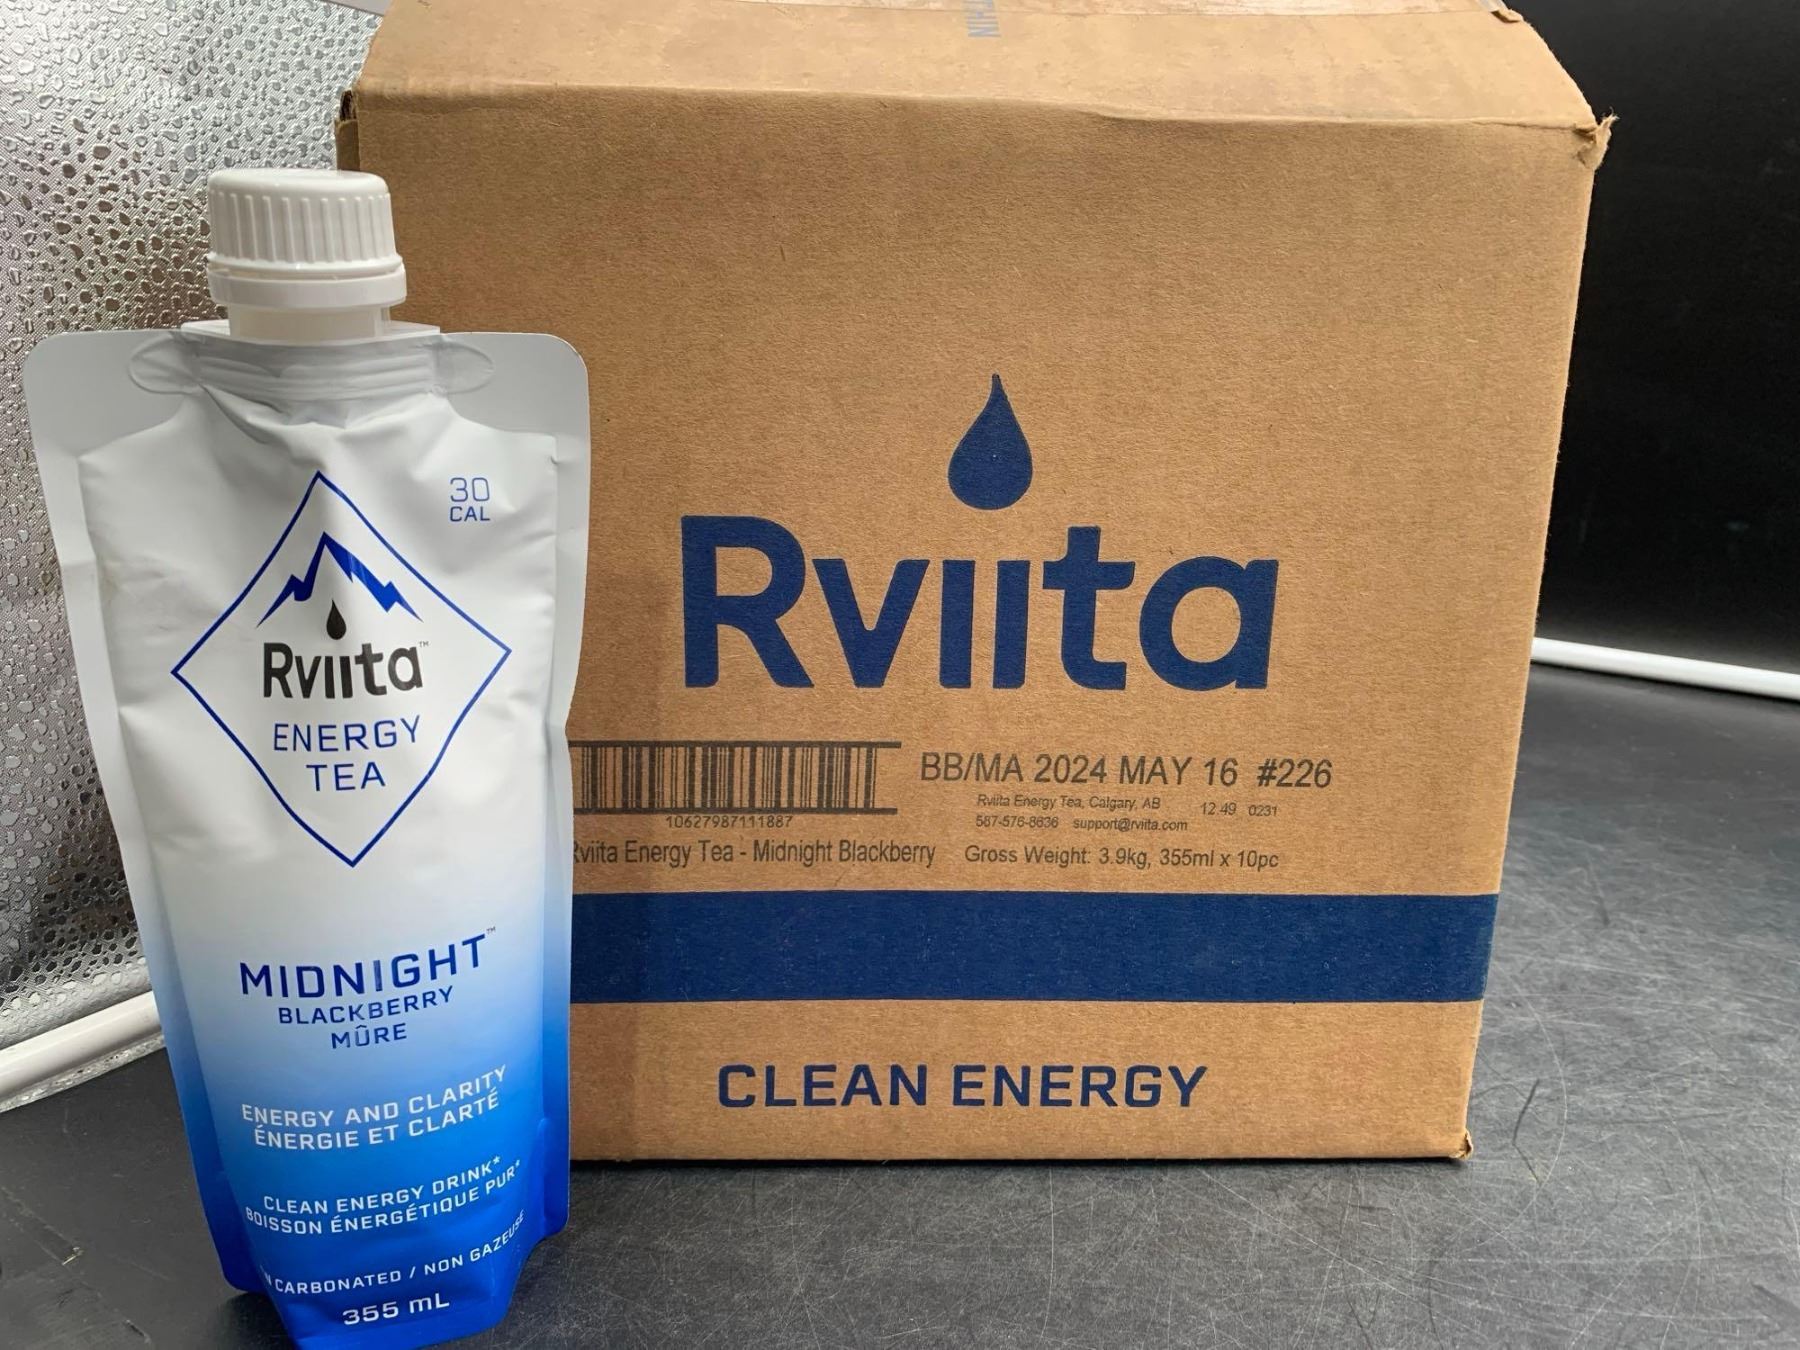 30
CAL
Rviita™
ENERGY
TEA
MIDNIGHT™
BLACKBERRY
MÛRE
ENERGY AND CLARITY
ÉNERGIE ET CLARTÉ
CLEAN ENERGY DRINK*
BOISSON ÉNERGÉTIQUE PUR*
CARBONATED / NON GAZEUSE
355 mL
Rviita
BB/MA 2024 MAY 16 #226
Rviita Energy Tea, Calgary, AB 12:49 0231
10627987111887
587-576-8636 support@rviita.com
Rviita Energy Tea - Midnight Blackberry Gross Weight: 3.9kg, 355ml x 10pc
CLEAN ENERGY